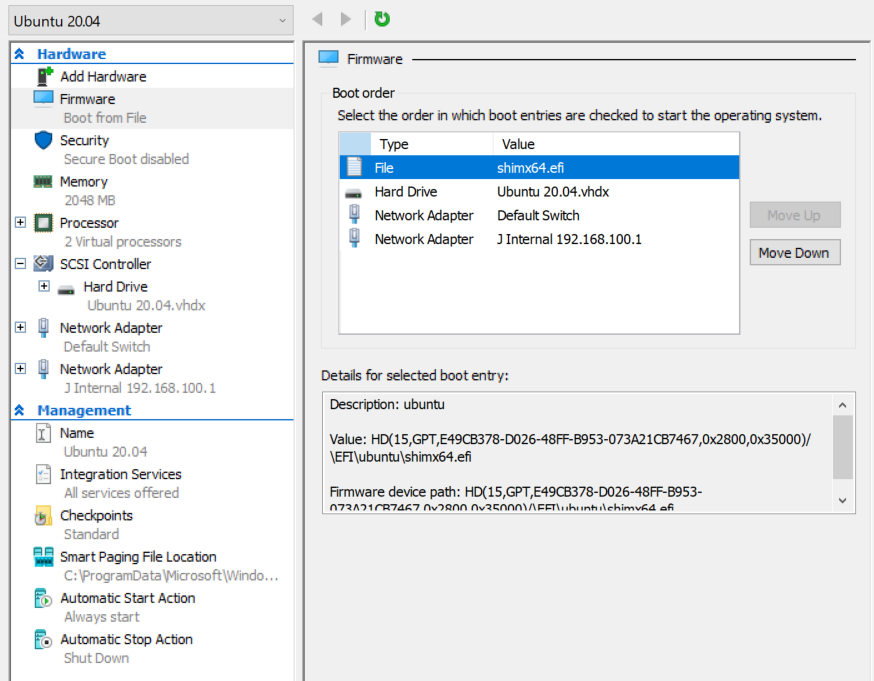 Ubuntu 20.04
Hardware
Add Hardware
Firmware
Boot from File
Security
Secure Boot disabled
Memory
2048 MB
Processor
2 Virtual processors
SCSI Controller
Hard Drive
Ubuntu 20.04.vhdx
Network Adapter
Default Switch
Network Adapter
J Internal 192.168.100.1
Management
Name
Ubuntu 20.04
Integration Services
All services offered
Checkpoints
Standard
Smart Paging File Location
C:\ProgramData\Microsoft\Windo...
Automatic Start Action
Always start
Automatic Stop Action
Shut Down
Firmware
Boot order
Select the order in which boot entries are checked to start the operating system.
Type Value
File shimx64.efi
Hard Drive Ubuntu 20.04.vhdx
Network Adapter Default Switch
Network Adapter J Internal 192.168.100.1
Move Up
Move Down
Details for selected boot entry:
Description: ubuntu
Value: HD(15,GPT,E49CB378-D026-48FF-B953-073A21CB7467,0x2800,0x35000)/
\EFI\ubuntu\shimx64.efi
Firmware device path: HD(15,GPT,E49CB378-D026-48FF-B953-
073A21CB7467,0x2800,0x35000)/\EFI\ubuntu\shimx64.efi